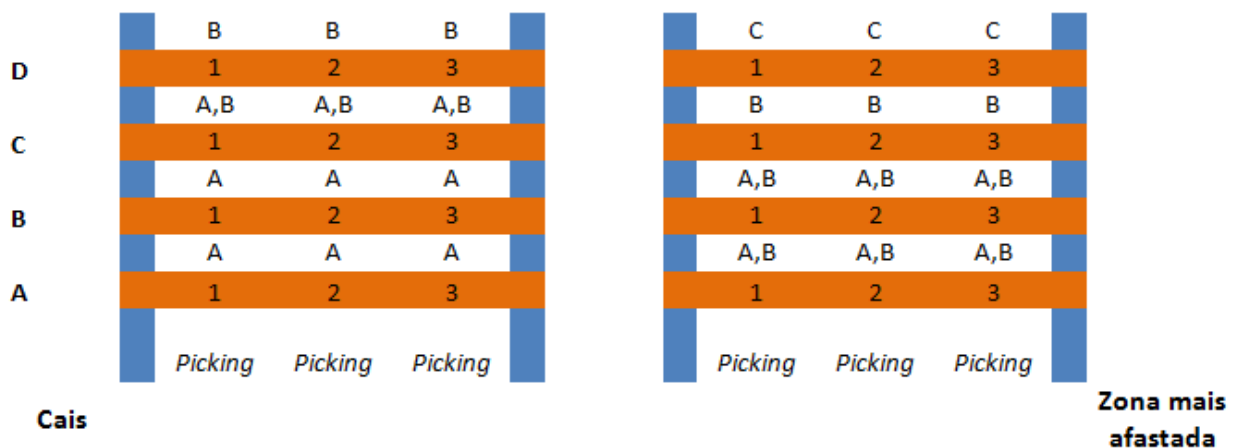 B B B C C C
D 1 2 3 1 2 3
A,B A,B A,B B B B
C 1 2 3 1 2 3
A A A A,B A,B A,B
B 1 2 3 1 2 3
A A A A,B A,B A,B
A 1 2 3 1 2 3
Picking Picking Picking Picking Picking Picking
Cais
Zona mais
afastada